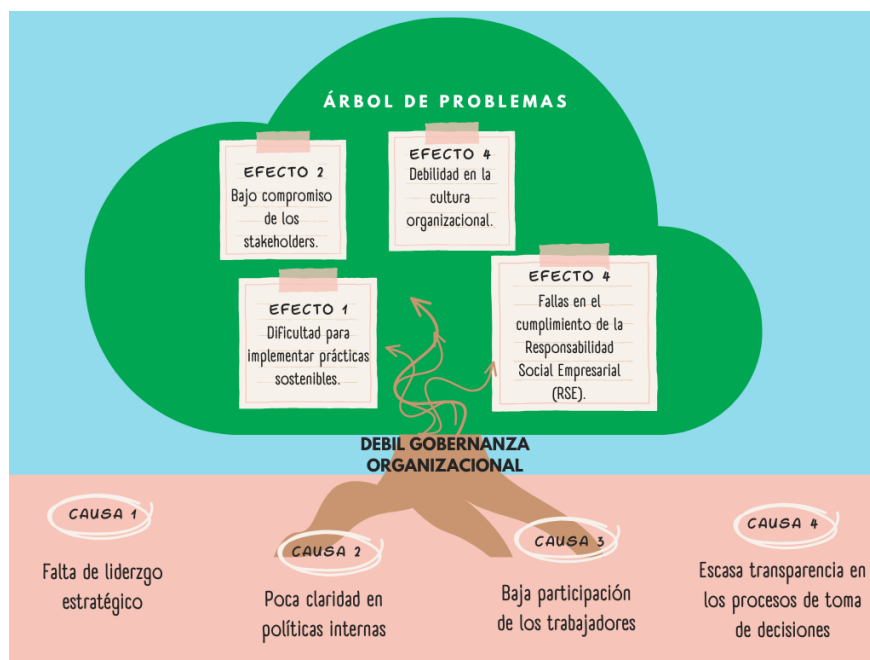 ÁRBOL DE PROBLEMAS
EFECTO 2
Bajo compromiso
de los
stakeholders.
EFECTO 4
Debilidad en la
cultura
organizacional.
EFECTO 1
Dificultad para
implementar prácticas
sostenibles.
EFECTO 4
Fallas en el
cumplimiento de la
Responsabilidad
Social Empresarial
(RSE).
DEBIL GOBERNANZA
ORGANIZACIONAL
CAUSA 1
Falta de liderzgo
estratégico
CAUSA 2
Poca claridad en
políticas internas
CAUSA 3
Baja participación
de los trabajadores
CAUSA 4
Escasa transparencia en
los procesos de toma
de decisiones